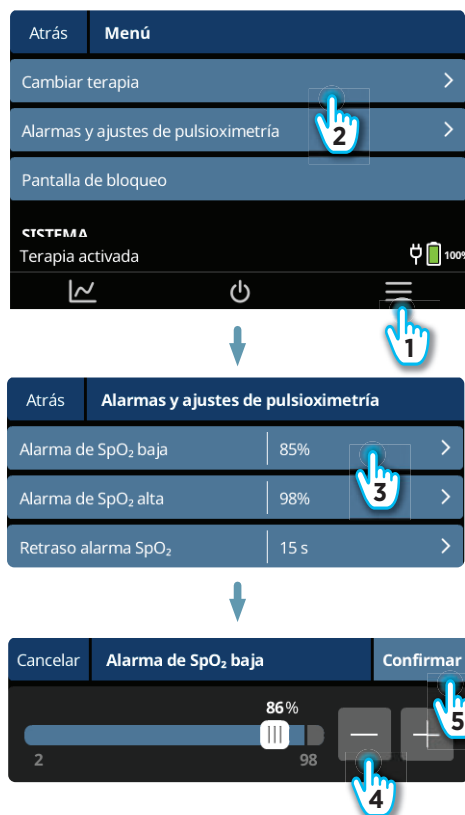 Atrás Menú
Cambiar terapia
Alarmas y ajustes de pulsioximetría
2
Pantalla de bloqueo
SISTEMA
Terapia activada 100%
1
Atrás Alarmas y ajustes de pulsioximetría
Alarma de SpO₂ baja 85%
3
Alarma de SpO₂ alta 98%
Retraso alarma SpO₂ 15 s
Cancelar Alarma de SpO₂ baja Confirmar
86%
5
2 98
4